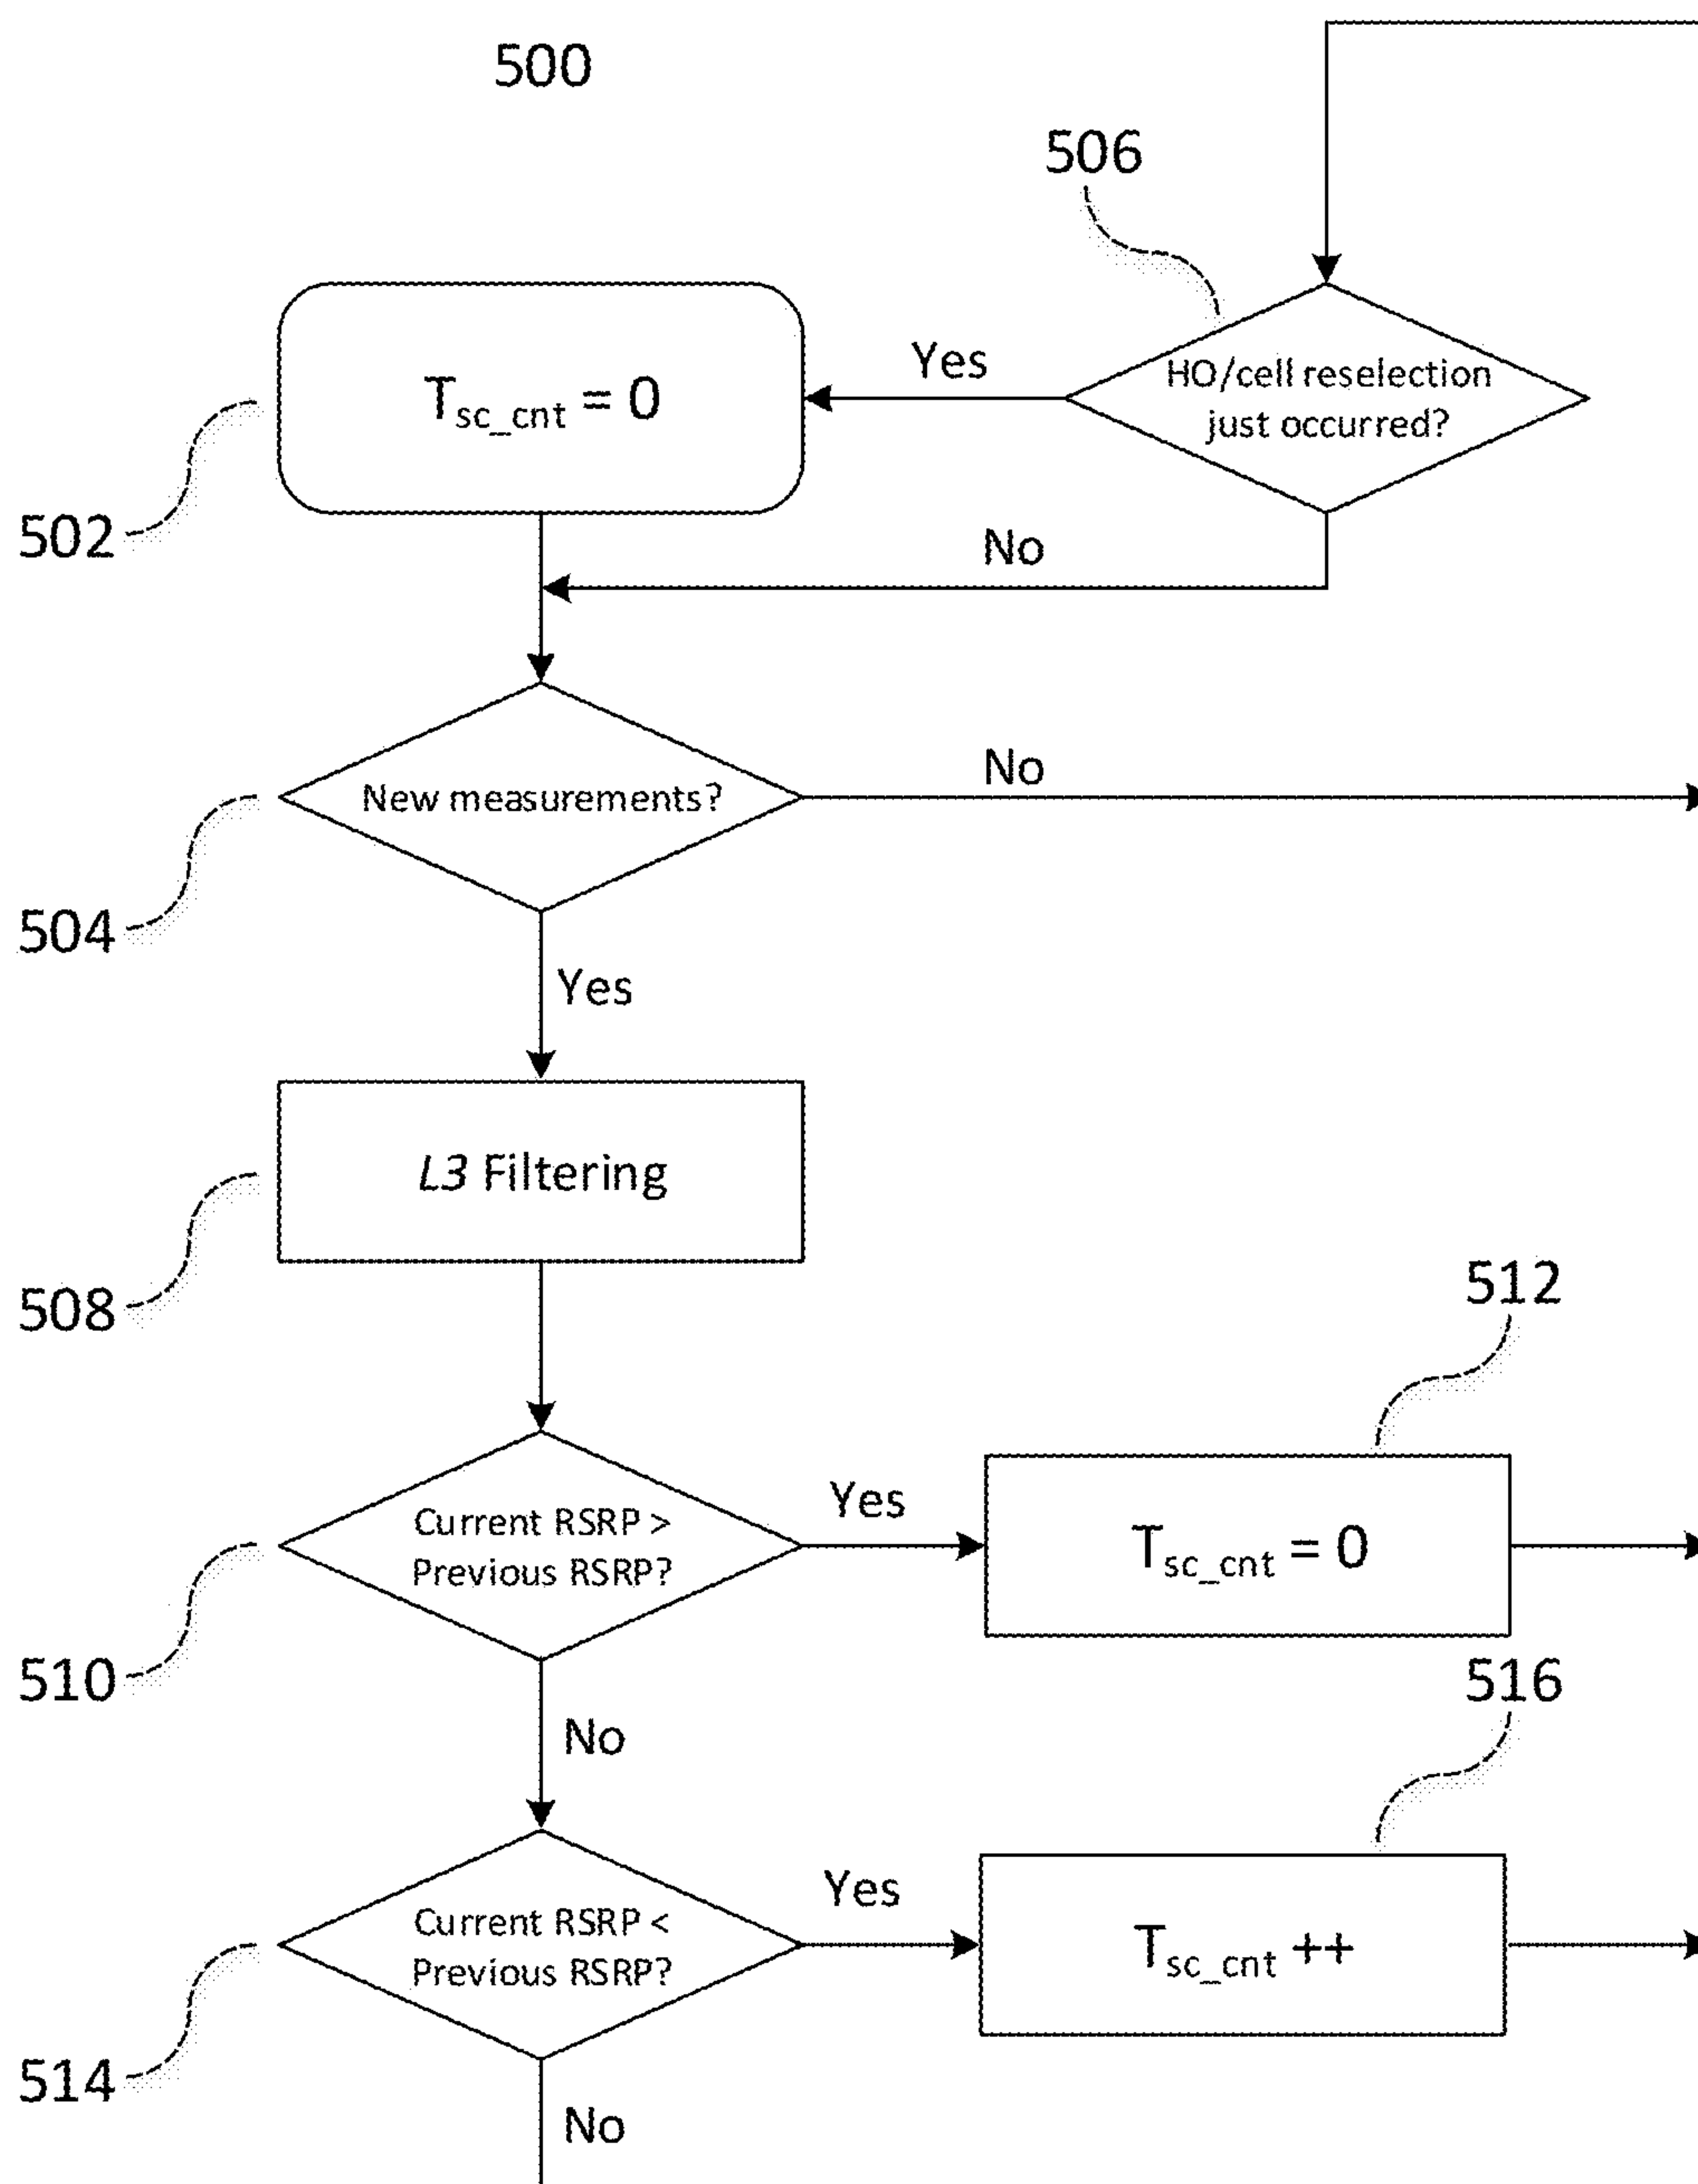 500
506
HO/cell reselection
just occurred?
Yes
T_sc_cnt = 0
502
No
New measurements?
No
504
Yes
L3 Filtering
508
512
Current RSRP >
Previous RSRP?
Yes
T_sc_cnt = 0
510
516
No
Current RSRP <
Previous RSRP?
Yes
T_sc_cnt ++
514
No